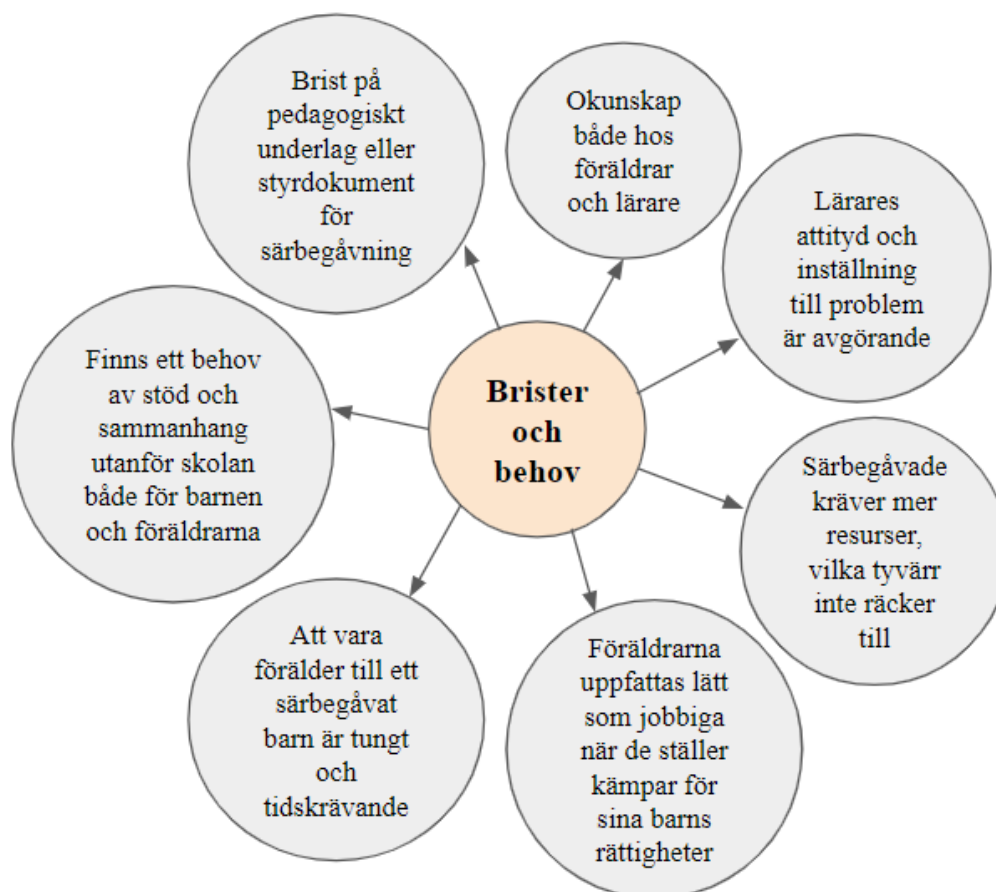 Brist på
pedagogiskt
underlag eller
styrdokument
för
särbegåvning
Okunskap
både hos
föräldrar
och lärare
Lärares
attityd och
inställning
till problem
är avgörande
Finns ett behov
av stöd och
sammanhang
utanför skolan
både för barnen
och föräldrarna
Brister
och
behov
Särbegåvade
kräver mer
resurser,
vilka tyvärr
inte räcker
till
Att vara
förälder till ett
särbegåvat
barn är tungt
och
tidskrävande
Föräldrarna
uppfattas lätt
som jobbiga
när de ställer
kämpar för
sina barns
rättigheter